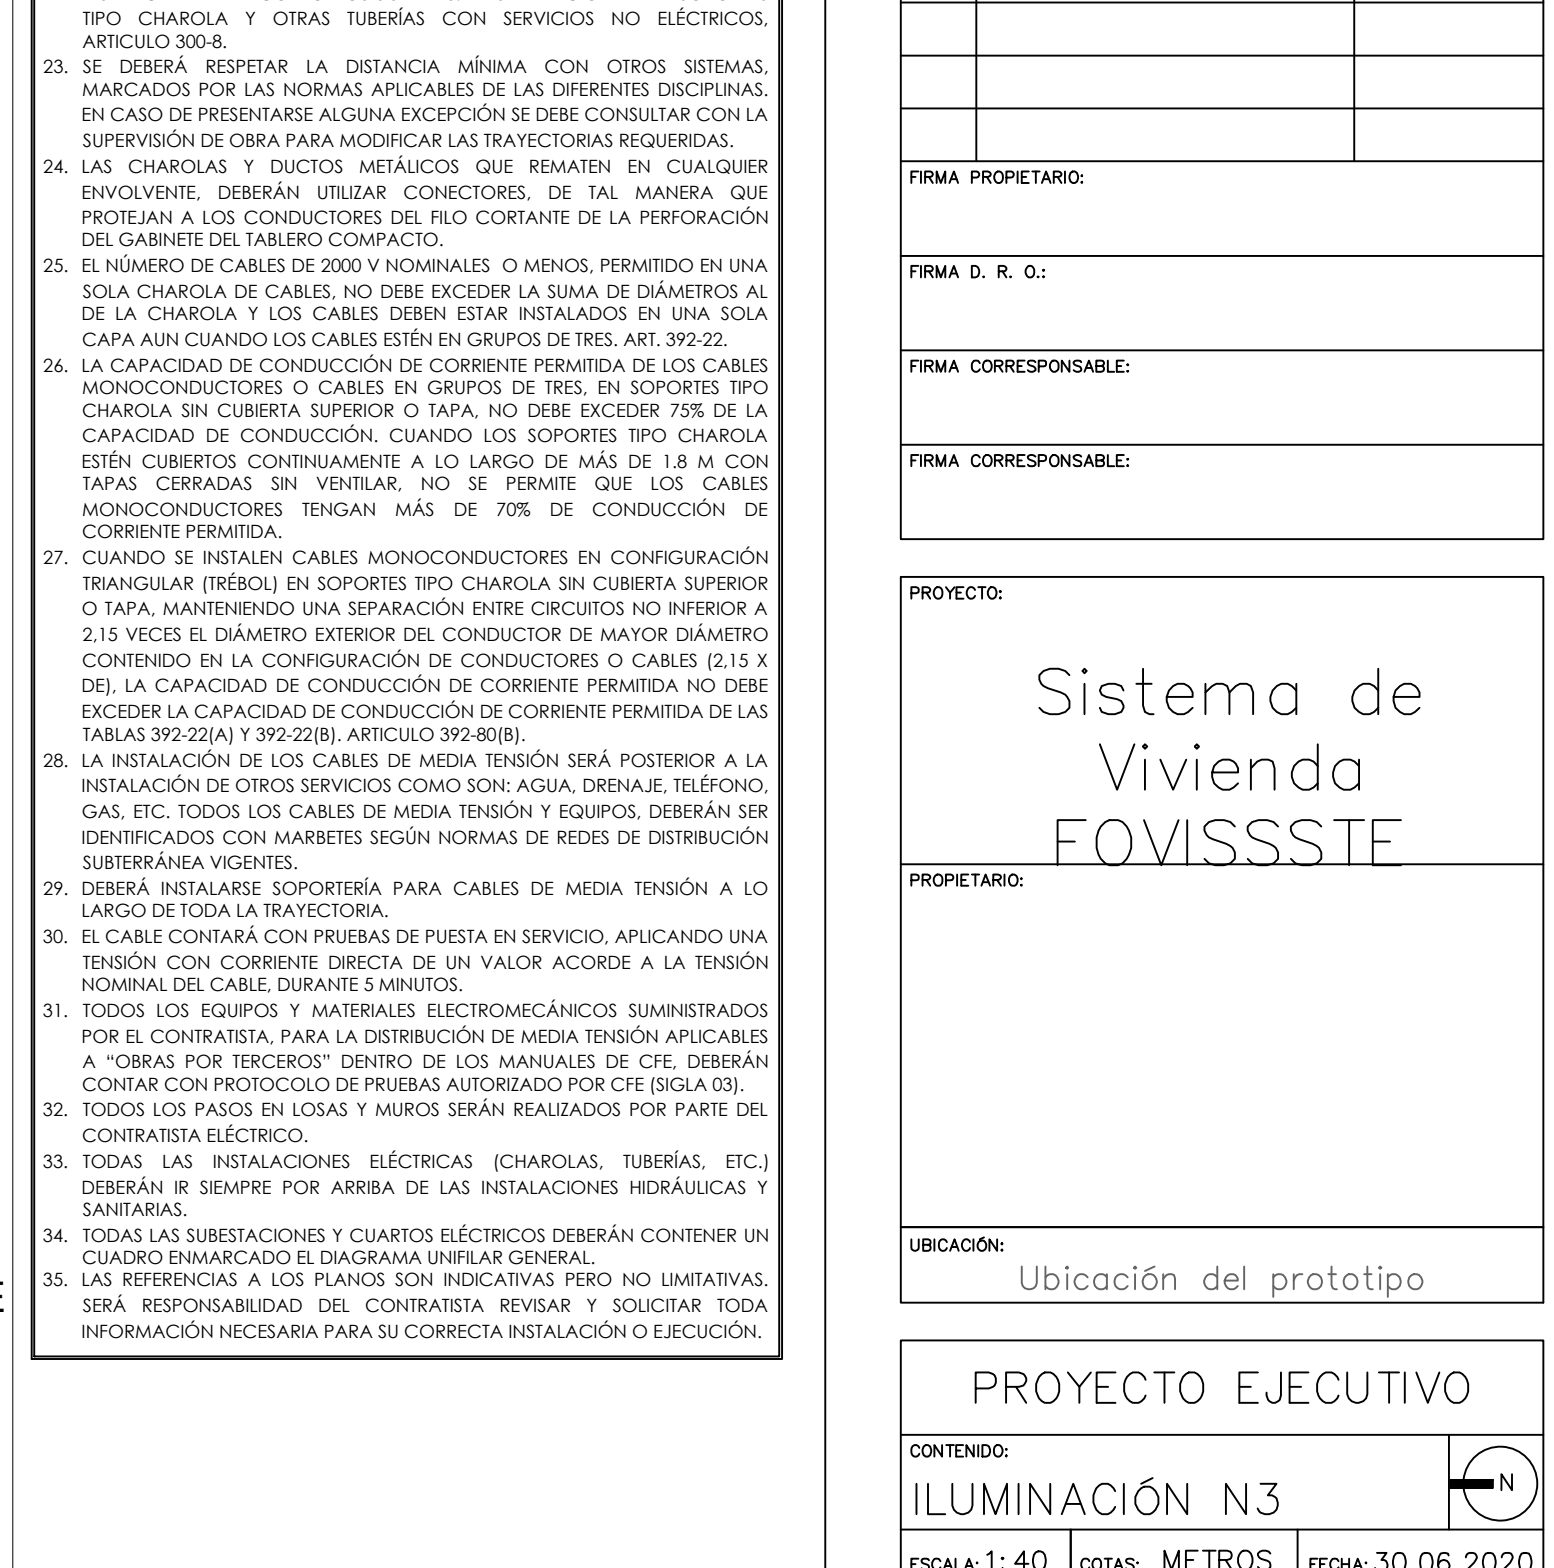 TIPO CHAROLA Y OTRAS TUBERÍAS CON SERVICIOS NO ELÉCTRICOS,
ARTICULO 300-8.
23. SE DEBERÁ RESPETAR LA DISTANCIA MÍNIMA CON OTROS SISTEMAS,
MARCADOS POR LAS NORMAS APLICABLES DE LAS DIFERENTES DISCIPLINAS.
EN CASO DE PRESENTARSE ALGUNA EXCEPCIÓN SE DEBE CONSULTAR CON LA
SUPERVISIÓN DE OBRA PARA MODIFICAR LAS TRAYECTORIAS REQUERIDAS.
24. LAS CHAROLAS Y DUCTOS METÁLICOS QUE REMATEN EN CUALQUIER
ENVOLVENTE, DEBERÁN UTILIZAR CONECTORES, DE TAL MANERA QUE
PROTEJAN A LOS CONDUCTORES DEL FILO CORTANTE DE LA PERFORACIÓN
DEL GABINETE DEL TABLERO COMPACTO.
25. EL NÚMERO DE CABLES DE 2000 V NOMINALES O MENOS, PERMITIDO EN UNA
SOLA CHAROLA DE CABLES, NO DEBE EXCEDER LA SUMA DE DIÁMETROS AL
DE LA CHAROLA Y LOS CABLES DEBEN ESTAR INSTALADOS EN UNA SOLA
CAPA AUN CUANDO LOS CABLES ESTÉN EN GRUPOS DE TRES. ART. 392-22.
26. LA CAPACIDAD DE CONDUCCIÓN DE CORRIENTE PERMITIDA DE LOS CABLES
MONOCONDUCTORES O CABLES EN GRUPOS DE TRES, EN SOPORTES TIPO
CHAROLA SIN CUBIERTA SUPERIOR O TAPA, NO DEBE EXCEDER 75% DE LA
CAPACIDAD DE CONDUCCIÓN. CUANDO LOS SOPORTES TIPO CHAROLA
ESTÉN CUBIERTOS CONTINUAMENTE A LO LARGO DE MÁS DE 1.8 M CON
TAPAS CERRADAS SIN VENTILAR, NO SE PERMITE QUE LOS CABLES
MONOCONDUCTORES TENGAN MÁS DE 70% DE CONDUCCIÓN DE
CORRIENTE PERMITIDA.
27. CUANDO SE INSTALEN CABLES MONOCONDUCTORES EN CONFIGURACIÓN
TRIANGULAR (TRÉBOL) EN SOPORTES TIPO CHAROLA SIN CUBIERTA SUPERIOR
O TAPA, MANTENIENDO UNA SEPARACIÓN ENTRE CIRCUITOS NO INFERIOR A
2,15 VECES EL DIÁMETRO EXTERIOR DEL CONDUCTOR DE MAYOR DIÁMETRO
CONTENIDO EN LA CONFIGURACIÓN DE CONDUCTORES O CABLES (2,15 X
DE), LA CAPACIDAD DE CONDUCCIÓN DE CORRIENTE PERMITIDA NO DEBE
EXCEDER LA CAPACIDAD DE CONDUCCIÓN DE CORRIENTE PERMITIDA DE LAS
TABLAS 392-22(A) Y 392-22(B). ARTICULO 392-80(B).
28. LA INSTALACIÓN DE LOS CABLES DE MEDIA TENSIÓN SERÁ POSTERIOR A LA
INSTALACIÓN DE OTROS SERVICIOS COMO SON: AGUA, DRENAJE, TELÉFONO,
GAS, ETC. TODOS LOS CABLES DE MEDIA TENSIÓN Y EQUIPOS, DEBERÁN SER
IDENTIFICADOS CON MARBETES SEGÚN NORMAS DE REDES DE DISTRIBUCIÓN
SUBTERRÁNEA VIGENTES.
29. DEBERÁ INSTALARSE SOPORTERÍA PARA CABLES DE MEDIA TENSIÓN A LO
LARGO DE TODA LA TRAYECTORIA.
30. EL CABLE CONTARÁ CON PRUEBAS DE PUESTA EN SERVICIO, APLICANDO UNA
TENSIÓN CON CORRIENTE DIRECTA DE UN VALOR ACORDE A LA TENSIÓN
NOMINAL DEL CABLE, DURANTE 5 MINUTOS.
31. TODOS LOS EQUIPOS Y MATERIALES ELECTROMECÁNICOS SUMINISTRADOS
POR EL CONTRATISTA, PARA LA DISTRIBUCIÓN DE MEDIA TENSIÓN APLICABLES
A “OBRAS POR TERCEROS” DENTRO DE LOS MANUALES DE CFE, DEBERÁN
CONTAR CON PROTOCOLO DE PRUEBAS AUTORIZADO POR CFE (SIGLA 03).
32. TODOS LOS PASOS EN LOSAS Y MUROS SERÁN REALIZADOS POR PARTE DEL
CONTRATISTA ELÉCTRICO.
33. TODAS LAS INSTALACIONES ELÉCTRICAS (CHAROLAS, TUBERÍAS, ETC.)
DEBERÁN IR SIEMPRE POR ARRIBA DE LAS INSTALACIONES HIDRÁULICAS Y
SANITARIAS.
34. TODAS LAS SUBESTACIONES Y CUARTOS ELÉCTRICOS DEBERÁN CONTENER UN
CUADRO ENMARCADO EL DIAGRAMA UNIFILAR GENERAL.
35. LAS REFERENCIAS A LOS PLANOS SON INDICATIVAS PERO NO LIMITATIVAS.
SERÁ RESPONSABILIDAD DEL CONTRATISTA REVISAR Y SOLICITAR TODA
INFORMACIÓN NECESARIA PARA SU CORRECTA INSTALACIÓN O EJECUCIÓN.
FIRMA PROPIETARIO:
FIRMA D. R. O.:
FIRMA CORRESPONSABLE:
FIRMA CORRESPONSABLE:
PROYECTO:
Sistema de
Vivienda
FOVISSSTE
PROPIETARIO:
UBICACIÓN:
Ubicación del prototipo
PROYECTO EJECUTIVO
CONTENIDO:
ILUMINACIÓN N3
N
ESCALA: 1: 40 COTAS: METROS FECHA: 30 06 2020